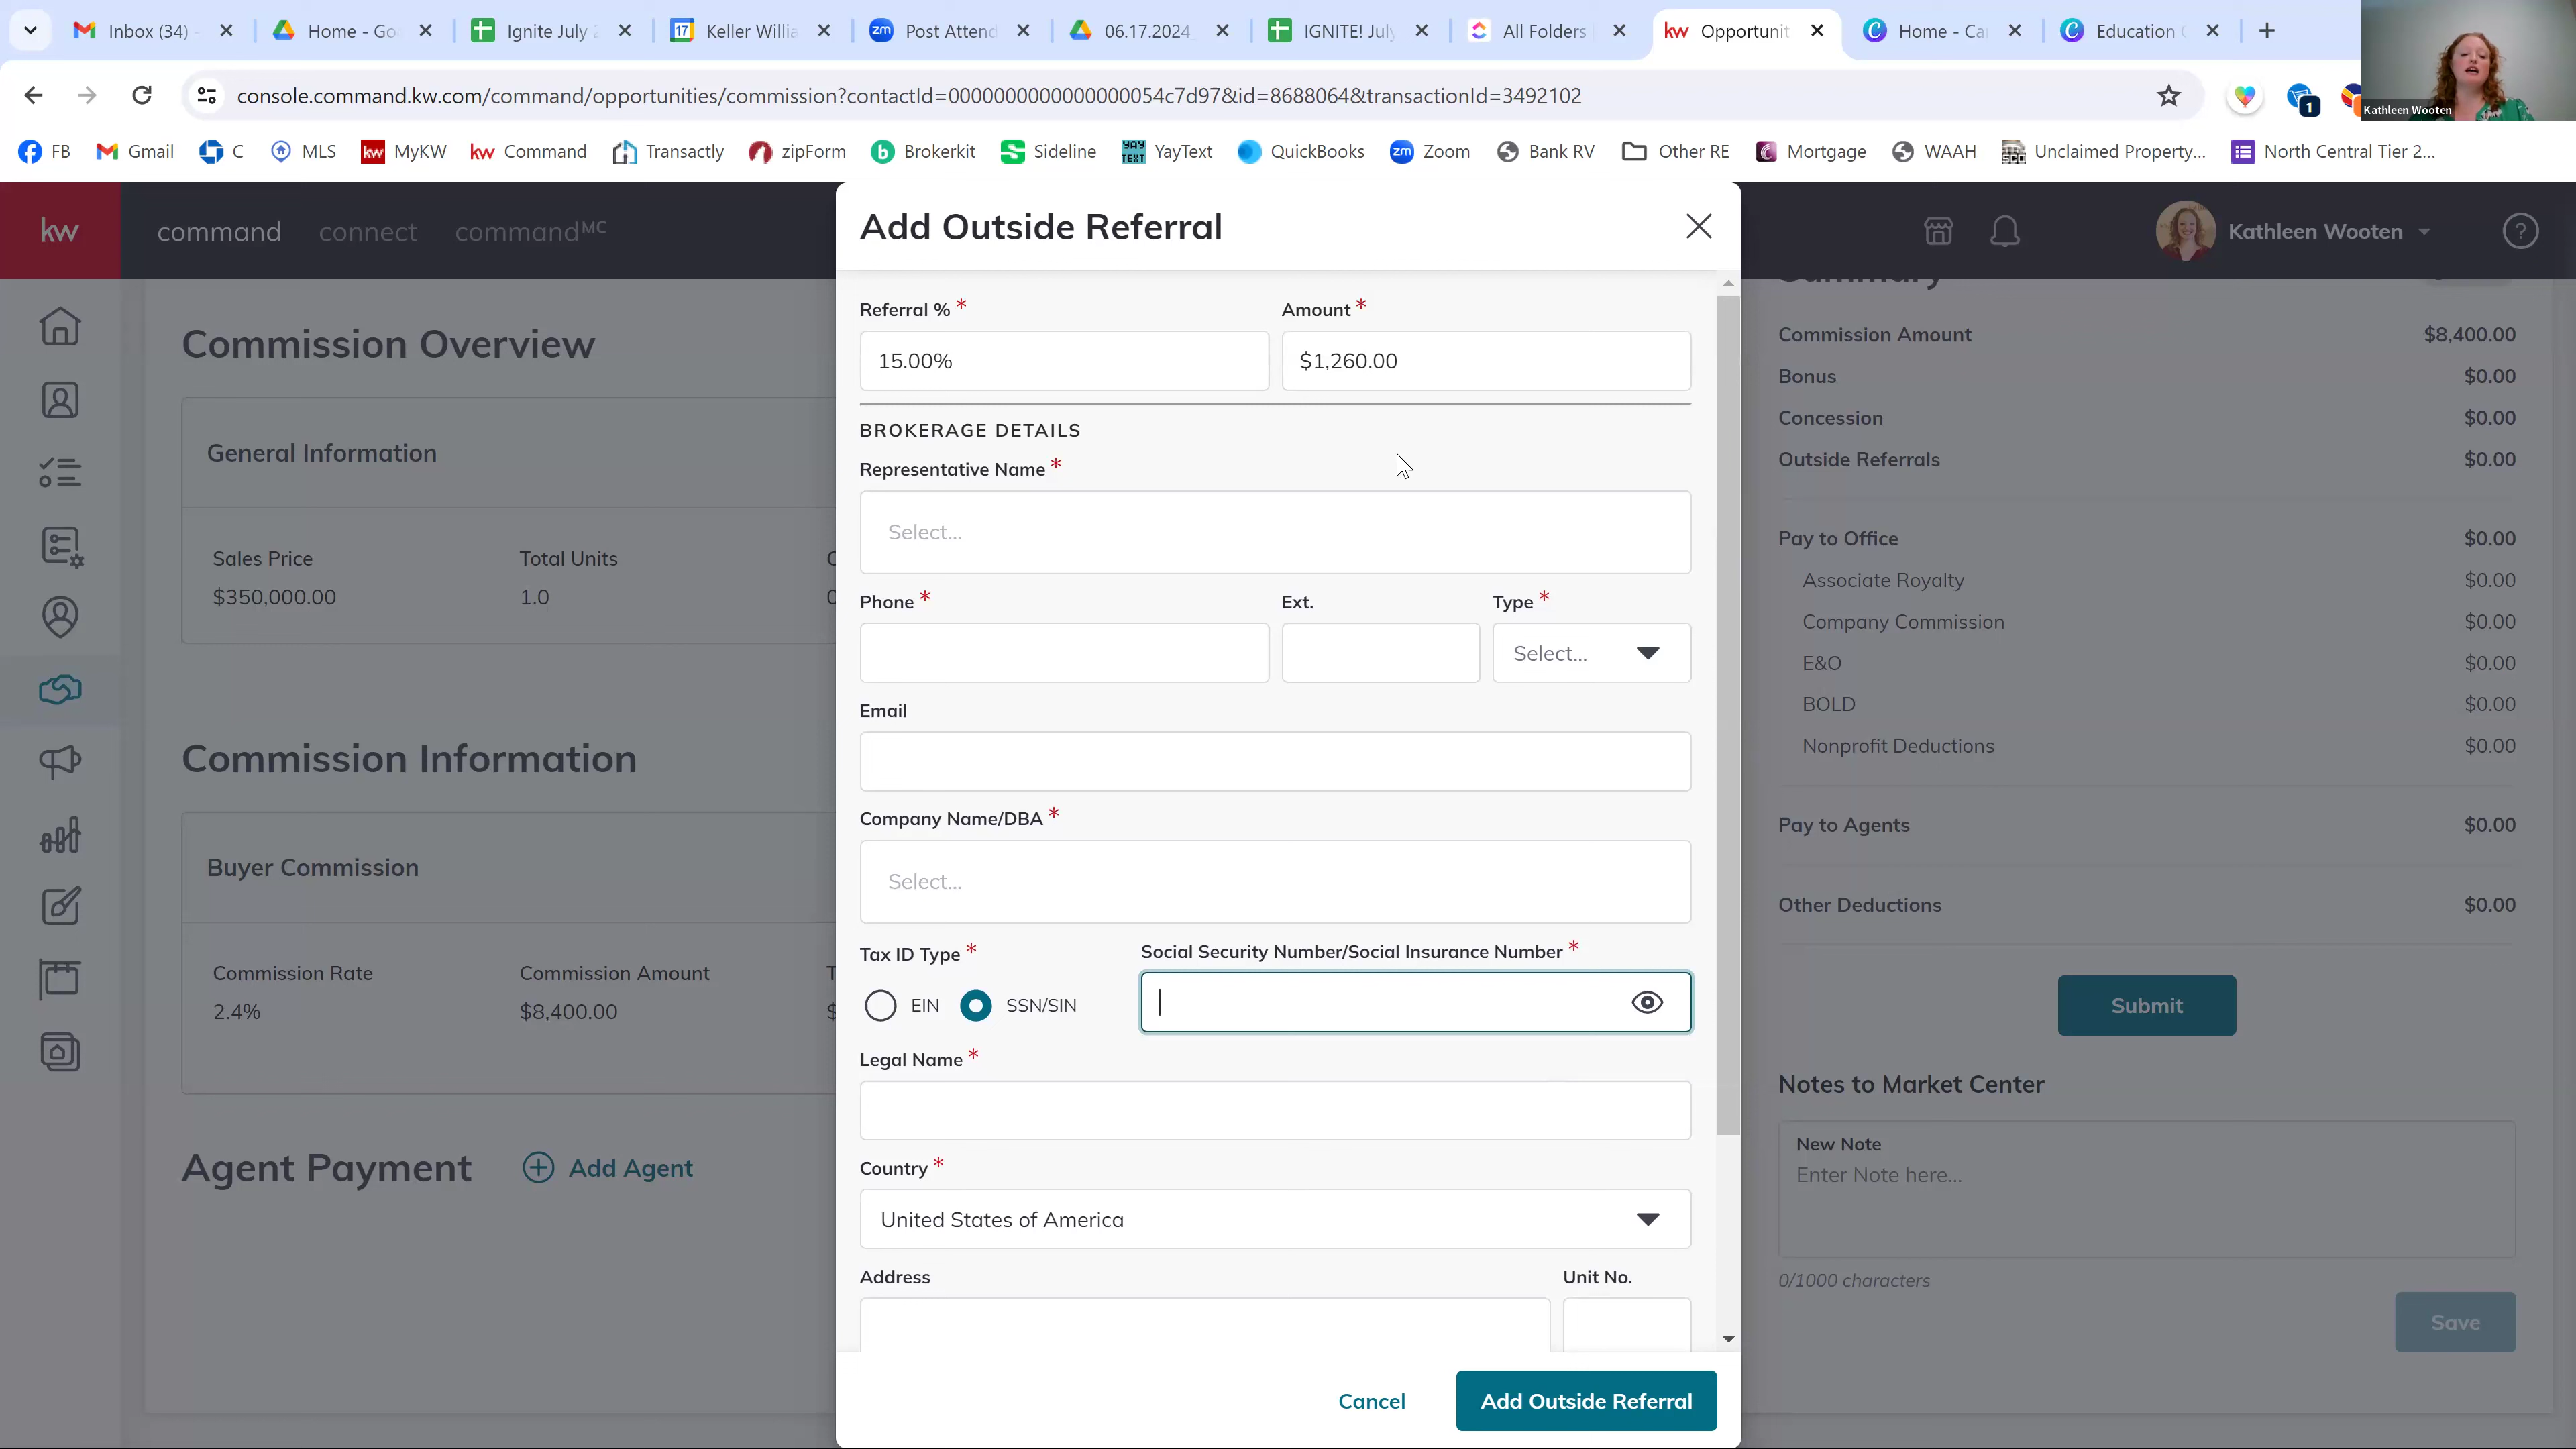 Inbox (34)
Home - Go
Ignite July 2
Keller Willia
Post Attend
06.17.2024_
IGNITE! July
All Folders
kw Opportunit
Home - Ca
Education
console.command.kw.com/command/opportunities/commission?contactId=0000000000000000054c7d97&id=8688064&transactionId=3492102
FB
Gmail
C
MLS
kw MyKW
kw Command
Transactly
zipForm
Brokerkit
Sideline
YAY TEXT YayText
QuickBooks
zm Zoom
Bank RV
Other RE
Mortgage
WAAH
Unclaimed Property...
North Central Tier 2...
Kathleen Wooten
kw
command
connect
commandMC
Kathleen Wooten
Add Outside Referral
Referral % *
Amount *
15.00%
$1,260.00
BROKERAGE DETAILS
Representative Name *
Select...
Phone *
Ext.
Type *
Select...
Email
Company Name/DBA *
Select...
Tax ID Type *
Social Security Number/Social Insurance Number *
EIN
SSN/SIN
Legal Name *
Country *
United States of America
Address
Unit No.
Cancel
Add Outside Referral
Commission Overview
General Information
Sales Price
Total Units
$350,000.00
1.0
Commission Information
Buyer Commission
Commission Rate
Commission Amount
2.4%
$8,400.00
Agent Payment
Add Agent
Summary
Commission Amount $8,400.00
Bonus $0.00
Concession $0.00
Outside Referrals $0.00
Pay to Office $0.00
Associate Royalty $0.00
Company Commission $0.00
E&O $0.00
BOLD $0.00
Nonprofit Deductions $0.00
Pay to Agents $0.00
Other Deductions $0.00
Submit
Notes to Market Center
New Note
Enter Note here...
0/1000 characters
Save